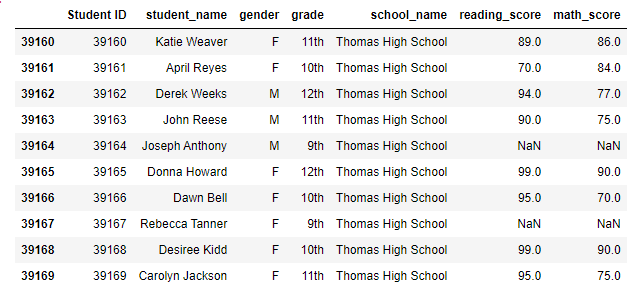 Student ID student_name gender grade school_name reading_score math_score
39160 39160 Katie Weaver F 11th Thomas High School 89.0 86.0
39161 39161 April Reyes F 10th Thomas High School 70.0 84.0
39162 39162 Derek Weeks M 12th Thomas High School 94.0 77.0
39163 39163 John Reese M 11th Thomas High School 90.0 75.0
39164 39164 Joseph Anthony M 9th Thomas High School NaN NaN
39165 39165 Donna Howard F 12th Thomas High School 99.0 90.0
39166 39166 Dawn Bell F 10th Thomas High School 95.0 70.0
39167 39167 Rebecca Tanner F 9th Thomas High School NaN NaN
39168 39168 Desiree Kidd F 10th Thomas High School 99.0 90.0
39169 39169 Carolyn Jackson F 11th Thomas High School 95.0 75.0